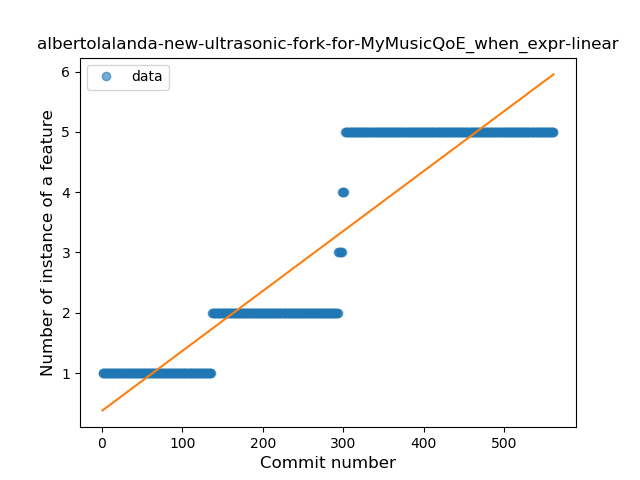 albertolalanda-new-ultrasonic-fork-for-MyMusicQoE_when_expr-linear
data
Number of instance of a feature
6
5
4
3
2
1
0 100 200 300 400 500
Commit number